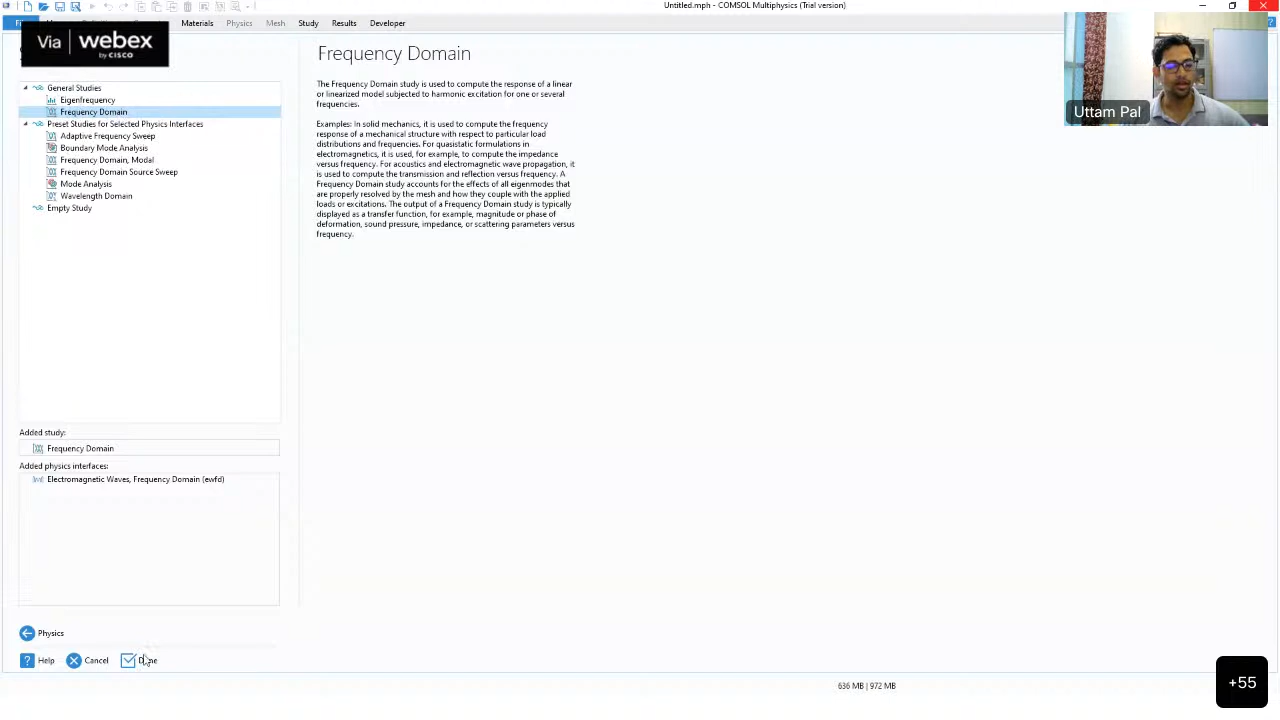 Untitled.mph - COMSOL Multiphysics (Trial version)
Materials Physics Mesh Study Results Developer
Via webex
by CISCO
Frequency Domain
General Studies
Eigenfrequency
Frequency Domain
Preset Studies for Selected Physics Interfaces
Adaptive Frequency Sweep
Boundary Mode Analysis
Frequency Domain, Modal
Frequency Domain Source Sweep
Mode Analysis
Wavelength Domain
Empty Study
The Frequency Domain study is used to compute the response of a linear
or linearized model subjected to harmonic excitation for one or several
frequencies.
Examples: In solid mechanics, it is used to compute the frequency
response of a mechanical structure with respect to particular load
distributions and frequencies. For quasistatic formulations in
electromagnetics, it is used, for example, to compute the impedance
versus frequency. For acoustics and electromagnetic wave propagation, it
is used to compute the transmission and reflection versus frequency. A
Frequency Domain study accounts for the effects of all eigenmodes that
are properly resolved by the mesh and how they couple with the applied
loads or excitations. The output of a Frequency Domain study is typically
displayed as a transfer function, for example, magnitude or phase of
deformation, sound pressure, impedance, or scattering parameters versus
frequency.
Uttam Pal
Added study:
Frequency Domain
Added physics interfaces:
Electromagnetic Waves, Frequency Domain (ewfd)
Physics
? Help Cancel Done
636 MB | 972 MB
+55